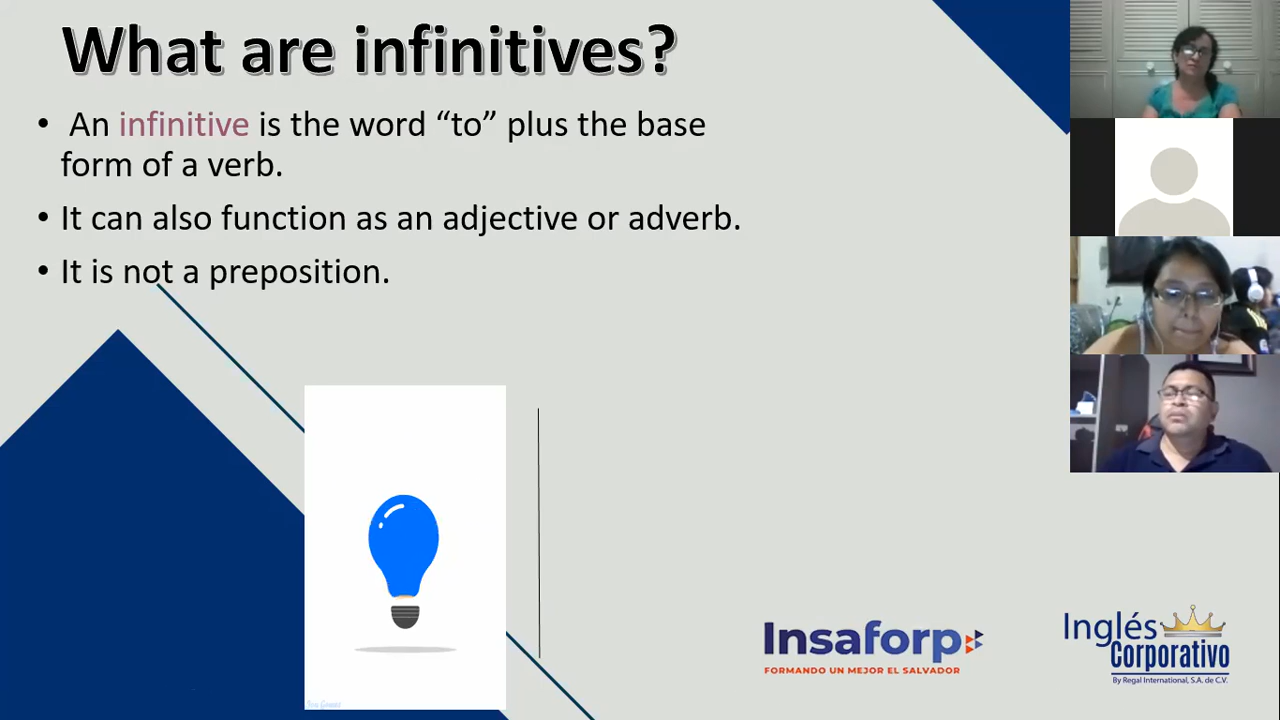 What are infinitives?
• An infinitive is the word “to” plus the base
form of a verb.
• It can also function as an adjective or adverb.
• It is not a preposition.
Insaforp
FORMANDO UN MEJOR EL SALVADOR
Inglés
Corporativo
By Regal International, S.A. de C.V.